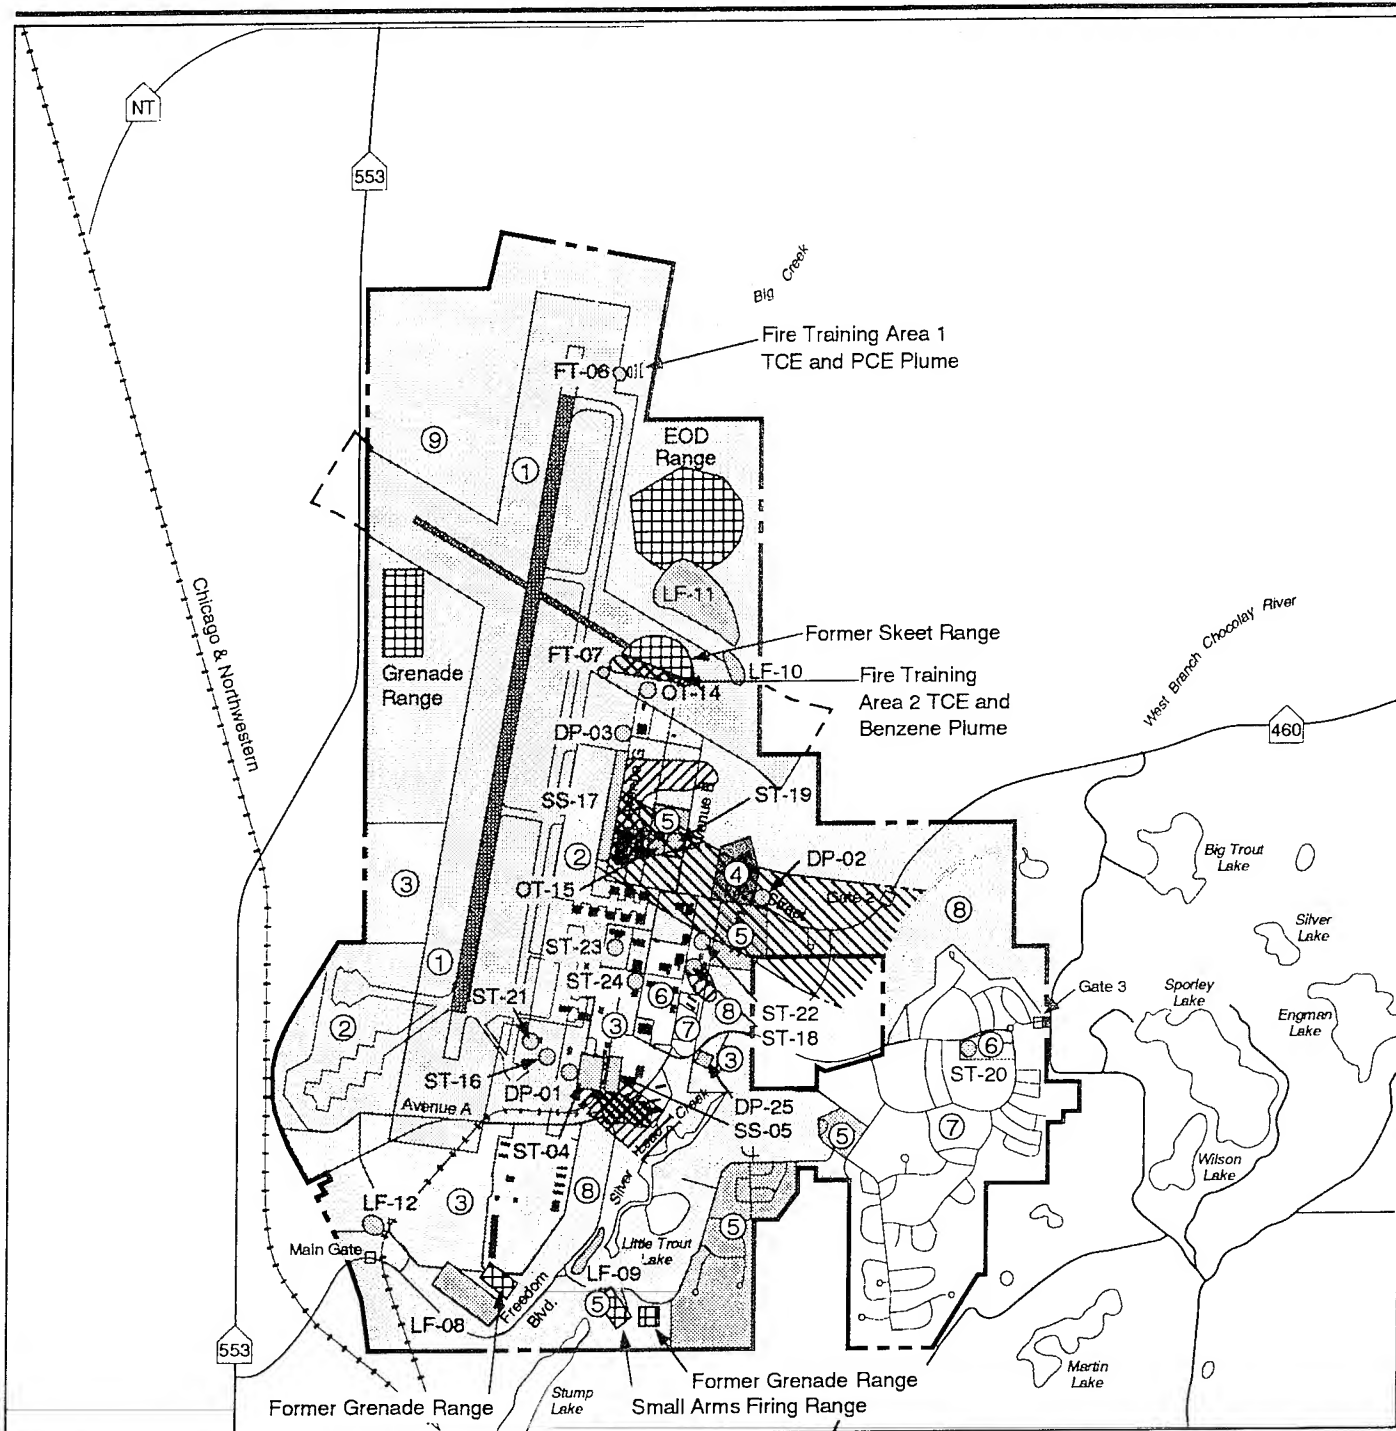 NT
553
Big Creek
Fire Training Area 1
TCE and PCE Plume
FT-06
9
1
EOD
Range
LF-11
Chicago & Northwestern
Grenade
Range
Former Skeet Range
FT-07
LF-10
OT-14
Fire Training
Area 2 TCE and
Benzene Plume
West Branch Chocolay River
460
DP-03
SS-17
ST-19
5
2
3
OT-15
4
DP-02
Gate 2
Street
8
5
Big Trout
Lake
Silver
Lake
ST-23
1
ST-24
ST-21
6
ST-22
8
ST-18
Gate 3
Sporley
Lake
Engman
Lake
2
3
7
3
6
ST-20
ST-16
DP-01
Avenue A
DP-25
SS-05
Silver Lead Creek
ST-04
5
7
Wilson
Lake
LF-12
3
8
5
Main Gate
Little Trout
Lake
LF-09
5
Freedom
Blvd.
LF-08
553
Former Grenade Range
Former Grenade Range
Small Arms Firing Range
Stump
Lake
Martin
Lake